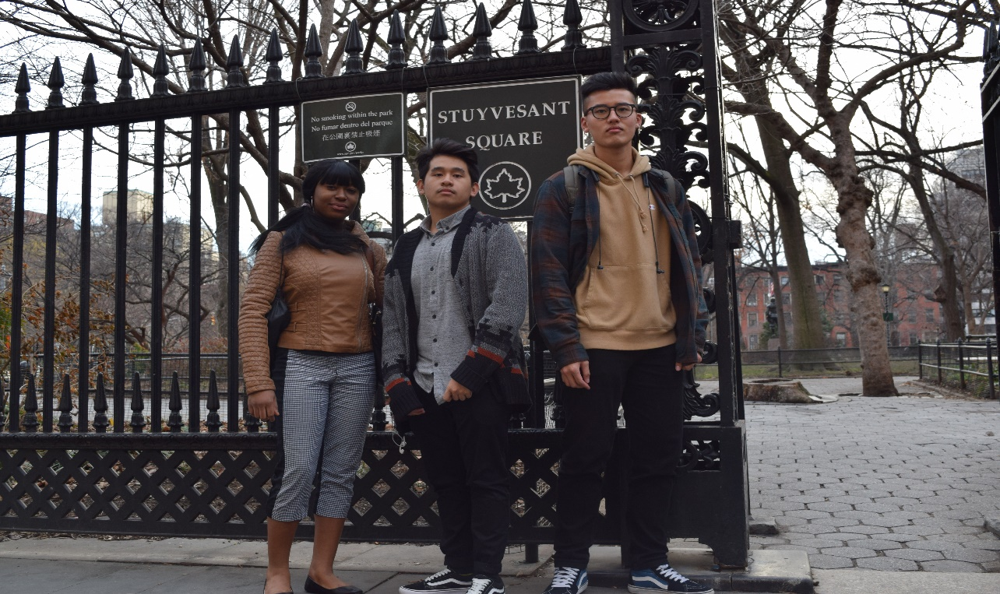 No smoking within the park
No fumar dentro del parque
在公園裏禁止吸煙
STUYVESANT
SQUARE